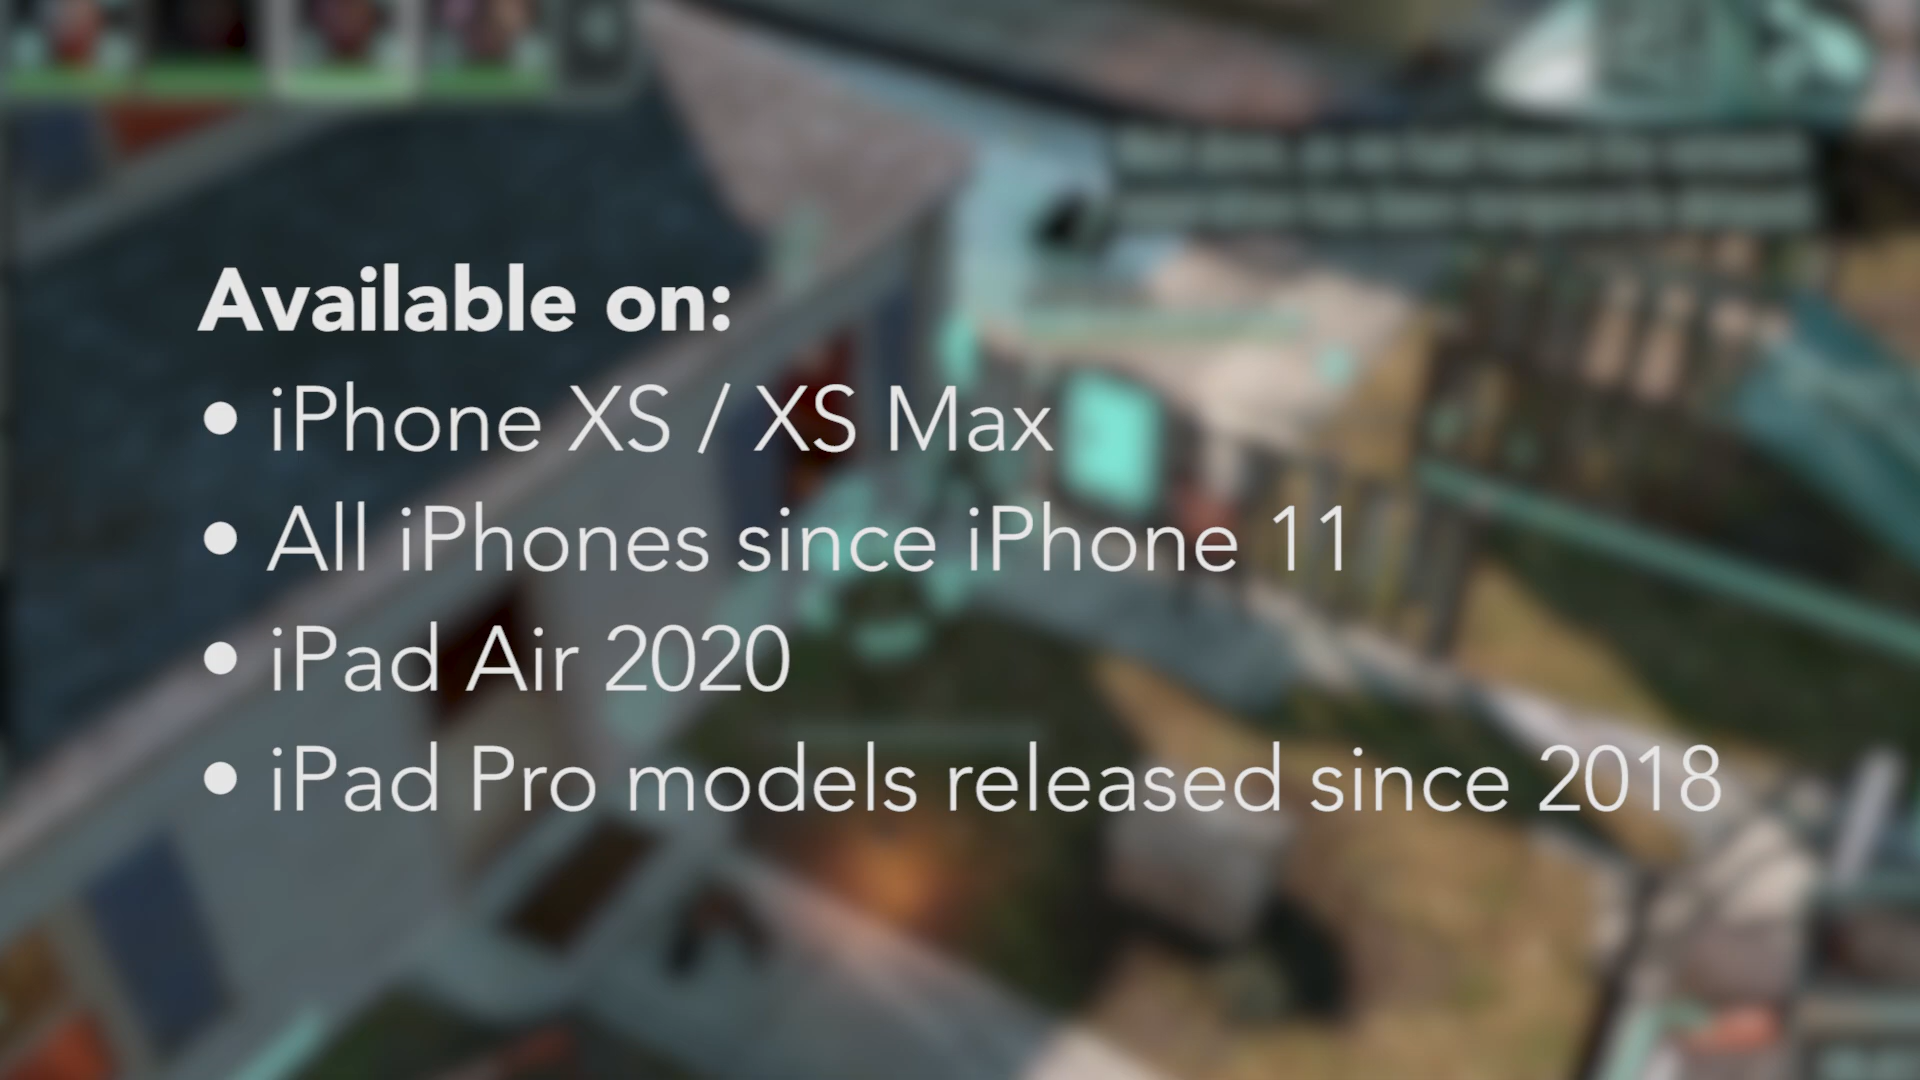 Available on:
• iPhone XS / XS Max
• All iPhones since iPhone 11
• iPad Air 2020
• iPad Pro models released since 2018